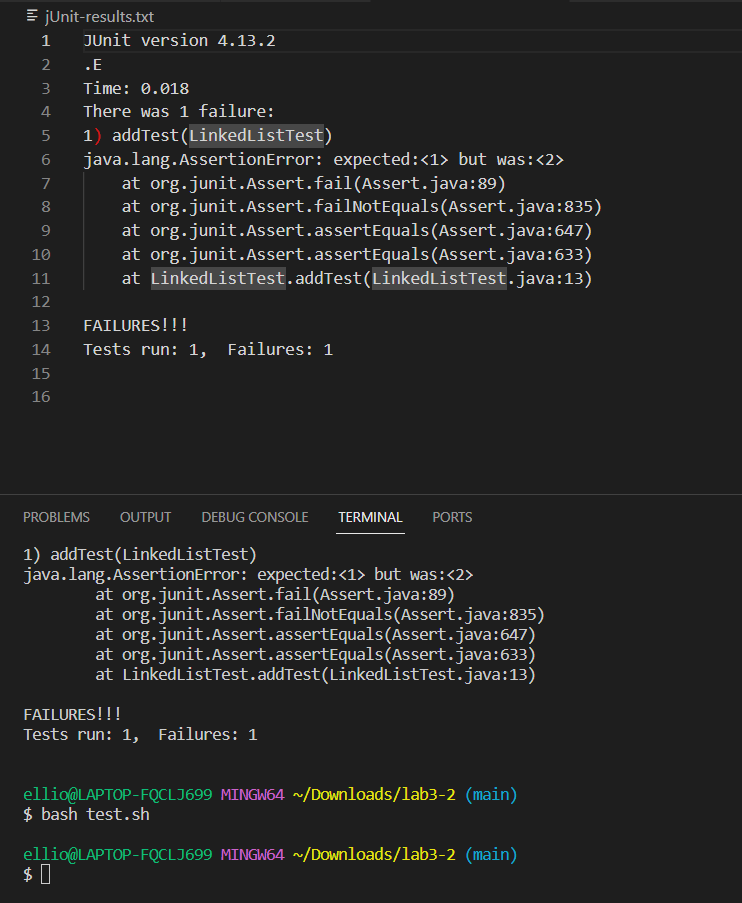 jUnit-results.txt
1 JUnit version 4.13.2
2 .E
3 Time: 0.018
4 There was 1 failure:
5 1) addTest(LinkedListTest)
6 java.lang.AssertionError: expected:<1> but was:<2>
7 at org.junit.Assert.fail(Assert.java:89)
8 at org.junit.Assert.failNotEquals(Assert.java:835)
9 at org.junit.Assert.assertEquals(Assert.java:647)
10 at org.junit.Assert.assertEquals(Assert.java:633)
11 at LinkedListTest.addTest(LinkedListTest.java:13)
12
13 FAILURES!!!
14 Tests run: 1,  Failures: 1
15
16
PROBLEMS OUTPUT DEBUG CONSOLE TERMINAL PORTS
1) addTest(LinkedListTest)
java.lang.AssertionError: expected:<1> but was:<2>
at org.junit.Assert.fail(Assert.java:89)
at org.junit.Assert.failNotEquals(Assert.java:835)
at org.junit.Assert.assertEquals(Assert.java:647)
at org.junit.Assert.assertEquals(Assert.java:633)
at LinkedListTest.addTest(LinkedListTest.java:13)
FAILURES!!!
Tests run: 1,  Failures: 1
ellio@LAPTOP-FQCLJ699 MINGW64 ~/Downloads/lab3-2 (main)
$ bash test.sh
ellio@LAPTOP-FQCLJ699 MINGW64 ~/Downloads/lab3-2 (main)
$